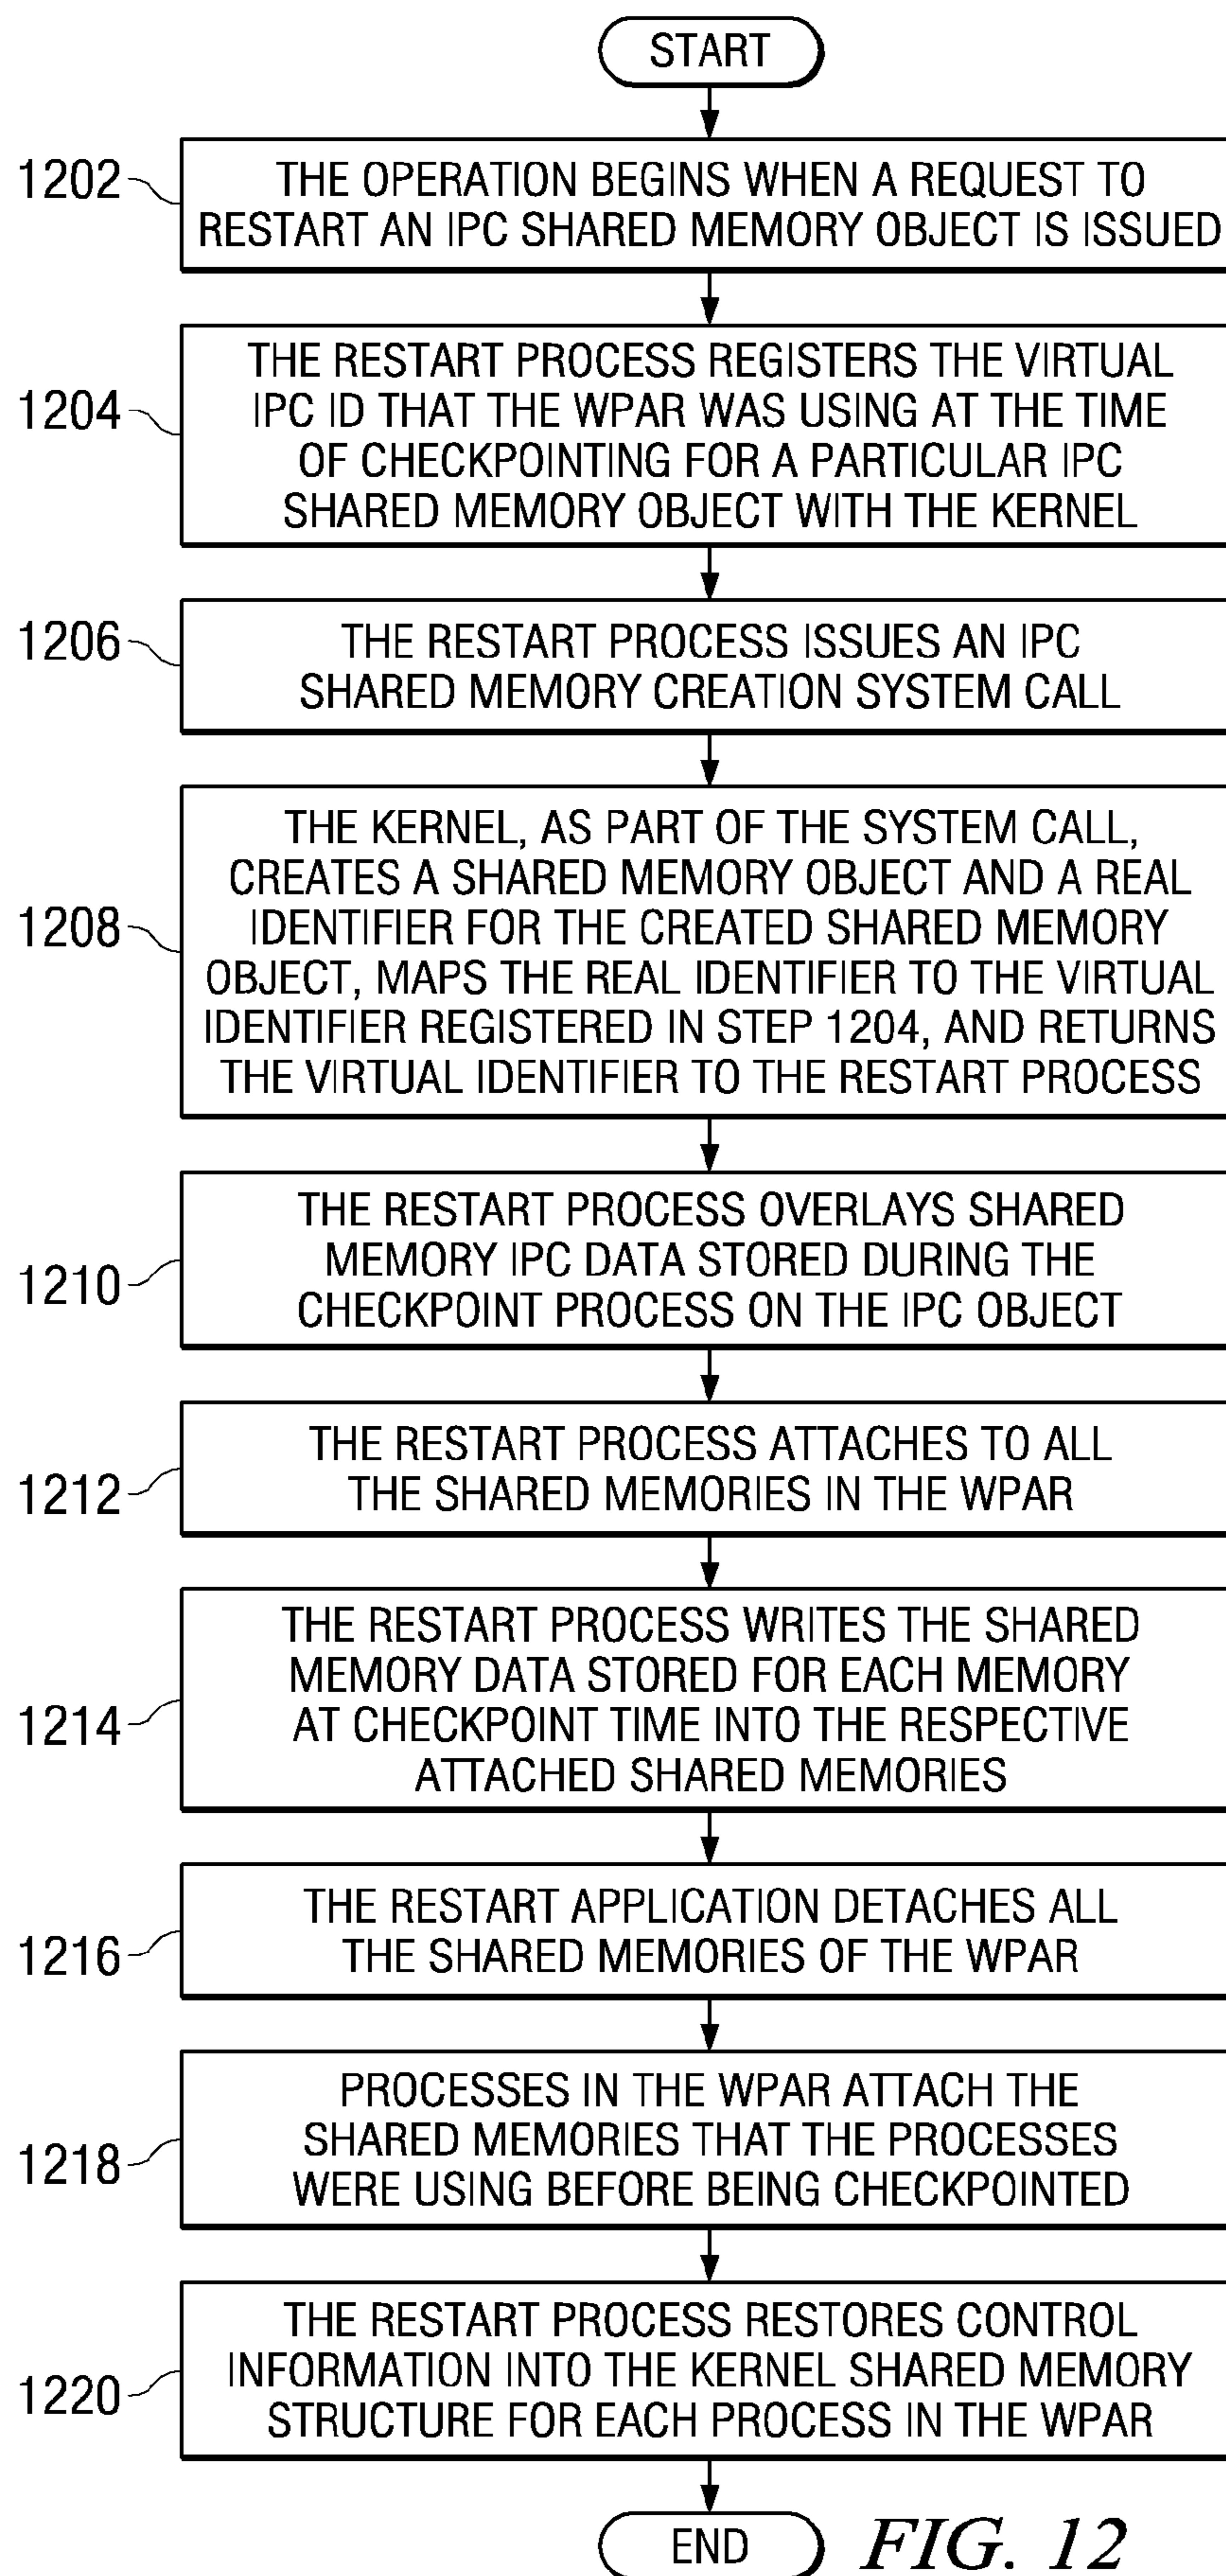 START
1202
THE OPERATION BEGINS WHEN A REQUEST TO
RESTART AN IPC SHARED MEMORY OBJECT IS ISSUED
1204
THE RESTART PROCESS REGISTERS THE VIRTUAL
IPC ID THAT THE WPAR WAS USING AT THE TIME
OF CHECKPOINTING FOR A PARTICULAR IPC
SHARED MEMORY OBJECT WITH THE KERNEL
1206
THE RESTART PROCESS ISSUES AN IPC
SHARED MEMORY CREATION SYSTEM CALL
1208
THE KERNEL, AS PART OF THE SYSTEM CALL,
CREATES A SHARED MEMORY OBJECT AND A REAL
IDENTIFIER FOR THE CREATED SHARED MEMORY
OBJECT, MAPS THE REAL IDENTIFIER TO THE VIRTUAL
IDENTIFIER REGISTERED IN STEP 1204, AND RETURNS
THE VIRTUAL IDENTIFIER TO THE RESTART PROCESS
1210
THE RESTART PROCESS OVERLAYS SHARED
MEMORY IPC DATA STORED DURING THE
CHECKPOINT PROCESS ON THE IPC OBJECT
1212
THE RESTART PROCESS ATTACHES TO ALL
THE SHARED MEMORIES IN THE WPAR
1214
THE RESTART PROCESS WRITES THE SHARED
MEMORY DATA STORED FOR EACH MEMORY
AT CHECKPOINT TIME INTO THE RESPECTIVE
ATTACHED SHARED MEMORIES
1216
THE RESTART APPLICATION DETACHES ALL
THE SHARED MEMORIES OF THE WPAR
1218
PROCESSES IN THE WPAR ATTACH THE
SHARED MEMORIES THAT THE PROCESSES
WERE USING BEFORE BEING CHECKPOINTED
1220
THE RESTART PROCESS RESTORES CONTROL
INFORMATION INTO THE KERNEL SHARED MEMORY
STRUCTURE FOR EACH PROCESS IN THE WPAR
END
FIG. 12